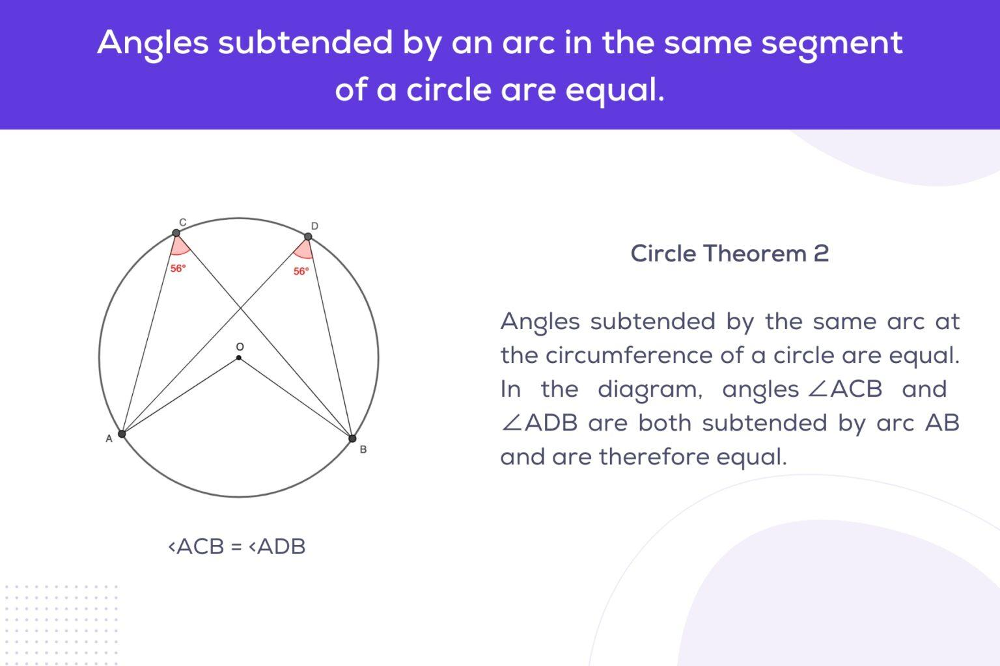 Angles subtended by an arc in the same segment
of a circle are equal.
C
D
56°
56°
O
A
B
<ACB = <ADB
Circle Theorem 2
Angles subtended by the same arc at
the circumference of a circle are equal.
In the diagram, angles ∠ACB and
∠ADB are both subtended by arc AB
and are therefore equal.